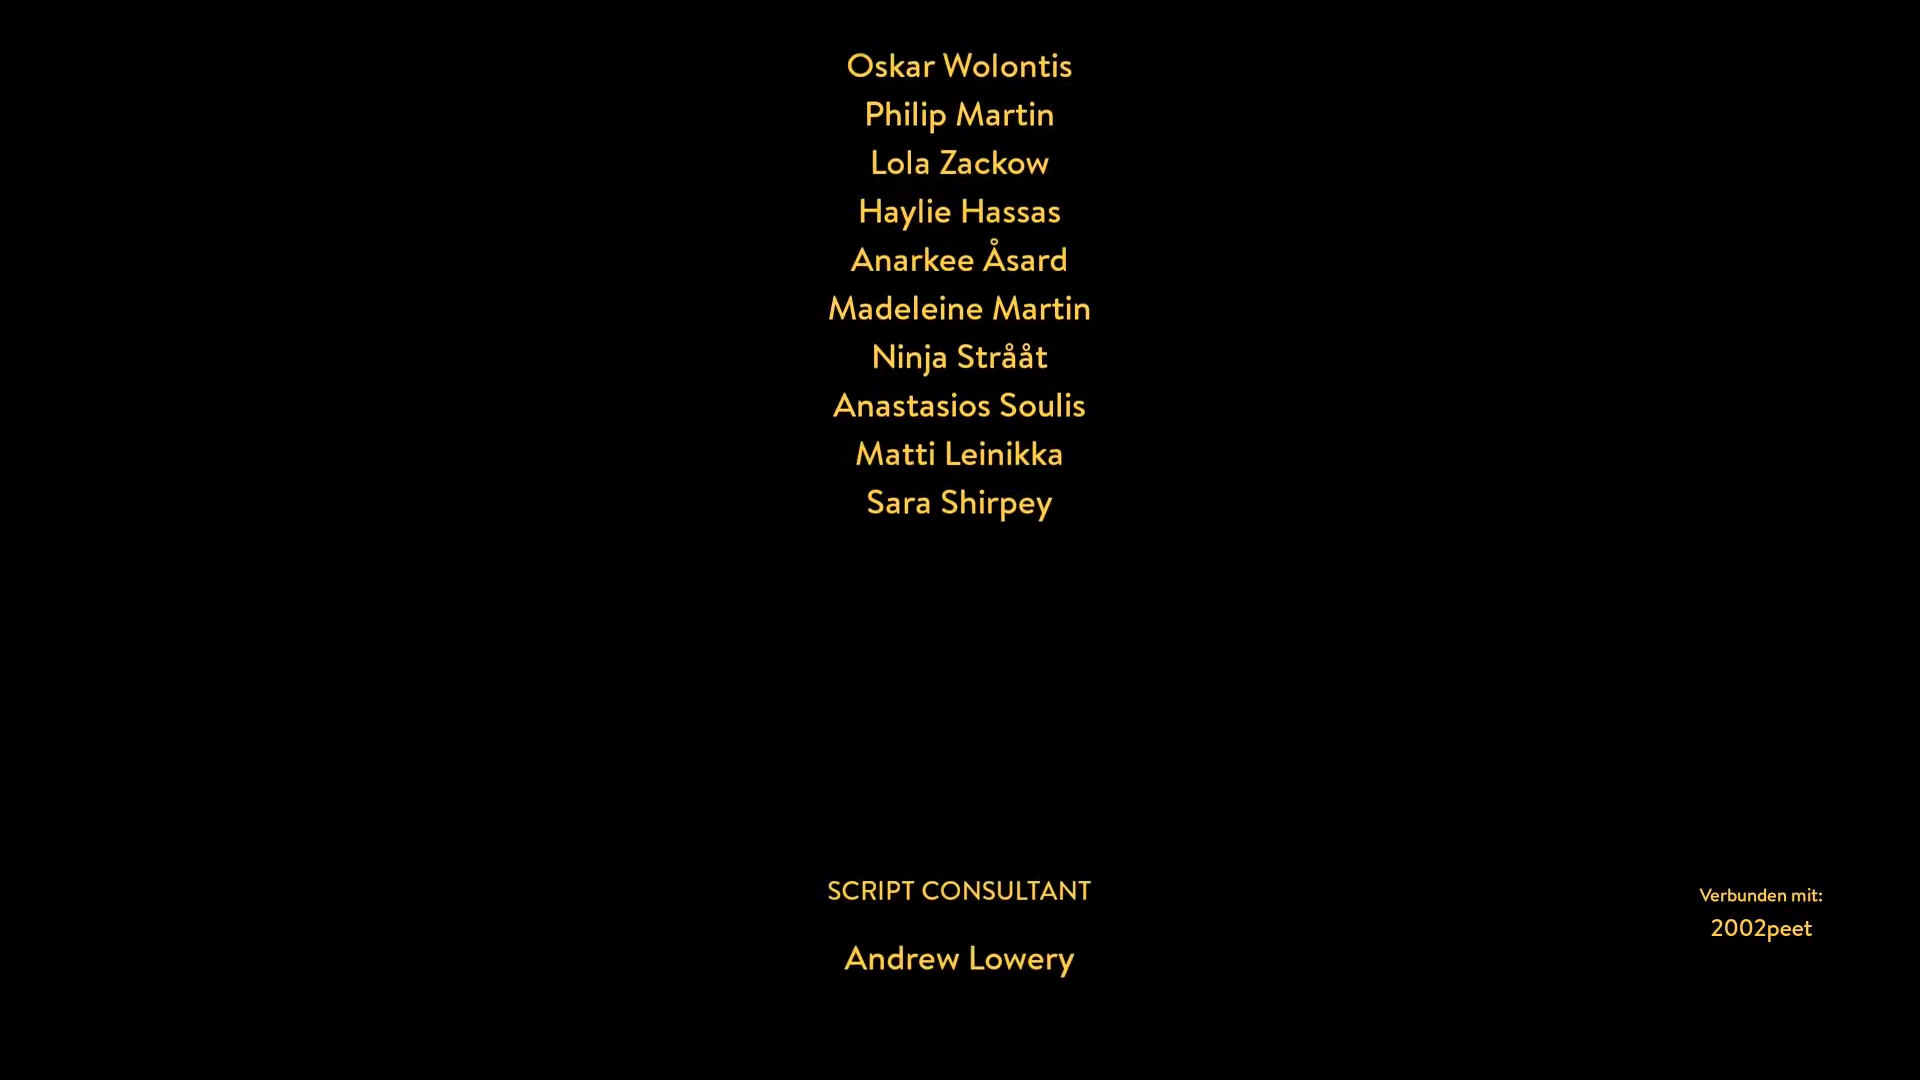 Oskar Wolontis
Philip Martin
Lola Zackow
Haylie Hassas
Anarkee Åsard
Madeleine Martin
Ninja Strååt
Anastasios Soulis
Matti Leinikka
Sara Shirpey
SCRIPT CONSULTANT
Andrew Lowery
Verbunden mit:
2002peet